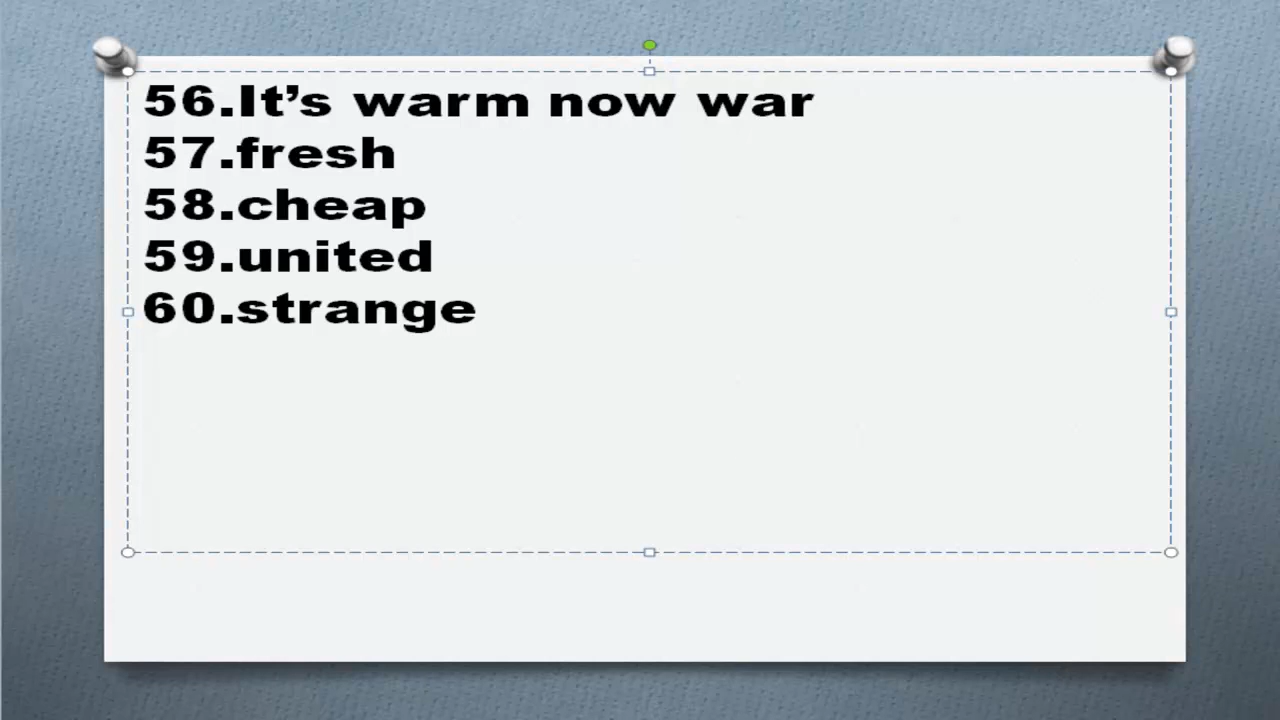 56.It’s warm now war
57.fresh
58.cheap
59.united
60.strange